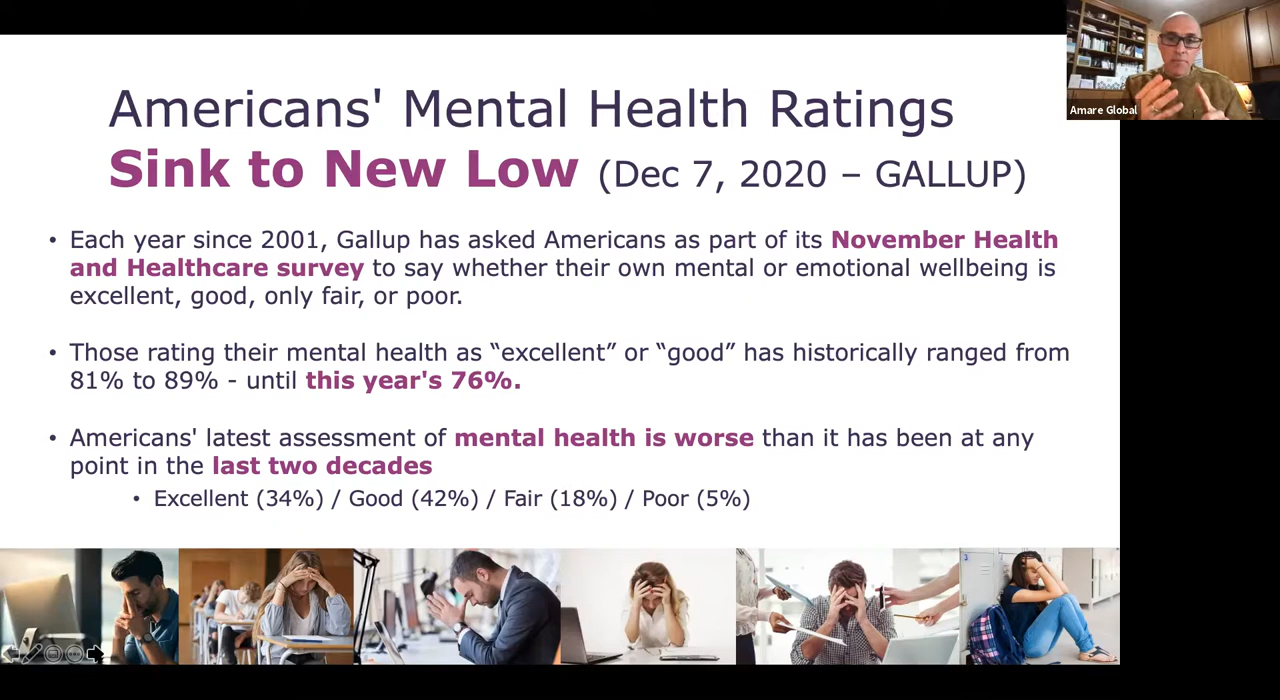 Americans' Mental Health Ratings
Sink to New Low (Dec 7, 2020 – GALLUP)
Amare Global
• Each year since 2001, Gallup has asked Americans as part of its November Health
and Healthcare survey to say whether their own mental or emotional wellbeing is
excellent, good, only fair, or poor.
• Those rating their mental health as “excellent” or “good” has historically ranged from
81% to 89% - until this year's 76%.
• Americans' latest assessment of mental health is worse than it has been at any
point in the last two decades
• Excellent (34%) / Good (42%) / Fair (18%) / Poor (5%)